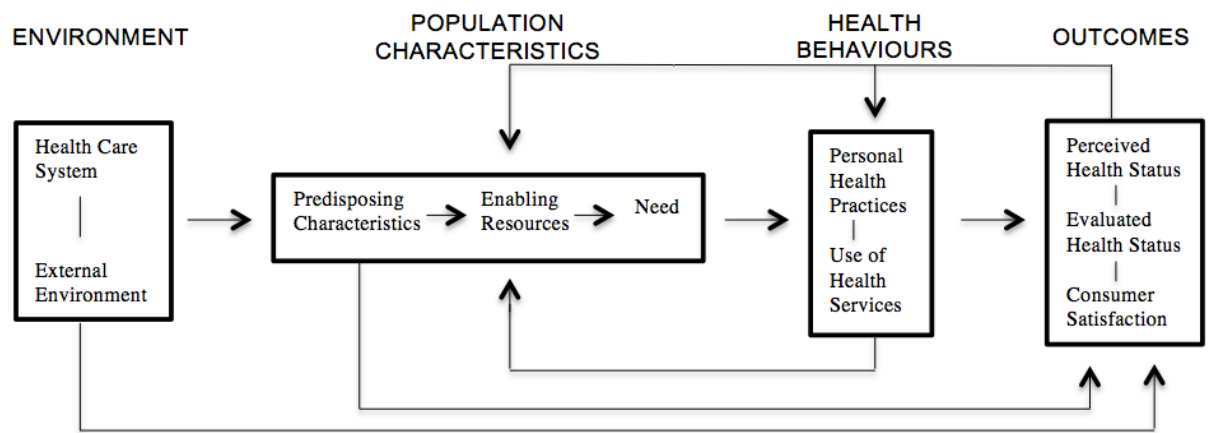 ENVIRONMENT
POPULATION
CHARACTERISTICS
HEALTH
BEHAVIOURS
OUTCOMES
Health Care
System
External
Environment
Predisposing
Characteristics
Enabling
Resources
Need
Personal
Health
Practices
Use of
Health
Services
Perceived
Health Status
Evaluated
Health Status
Consumer
Satisfaction